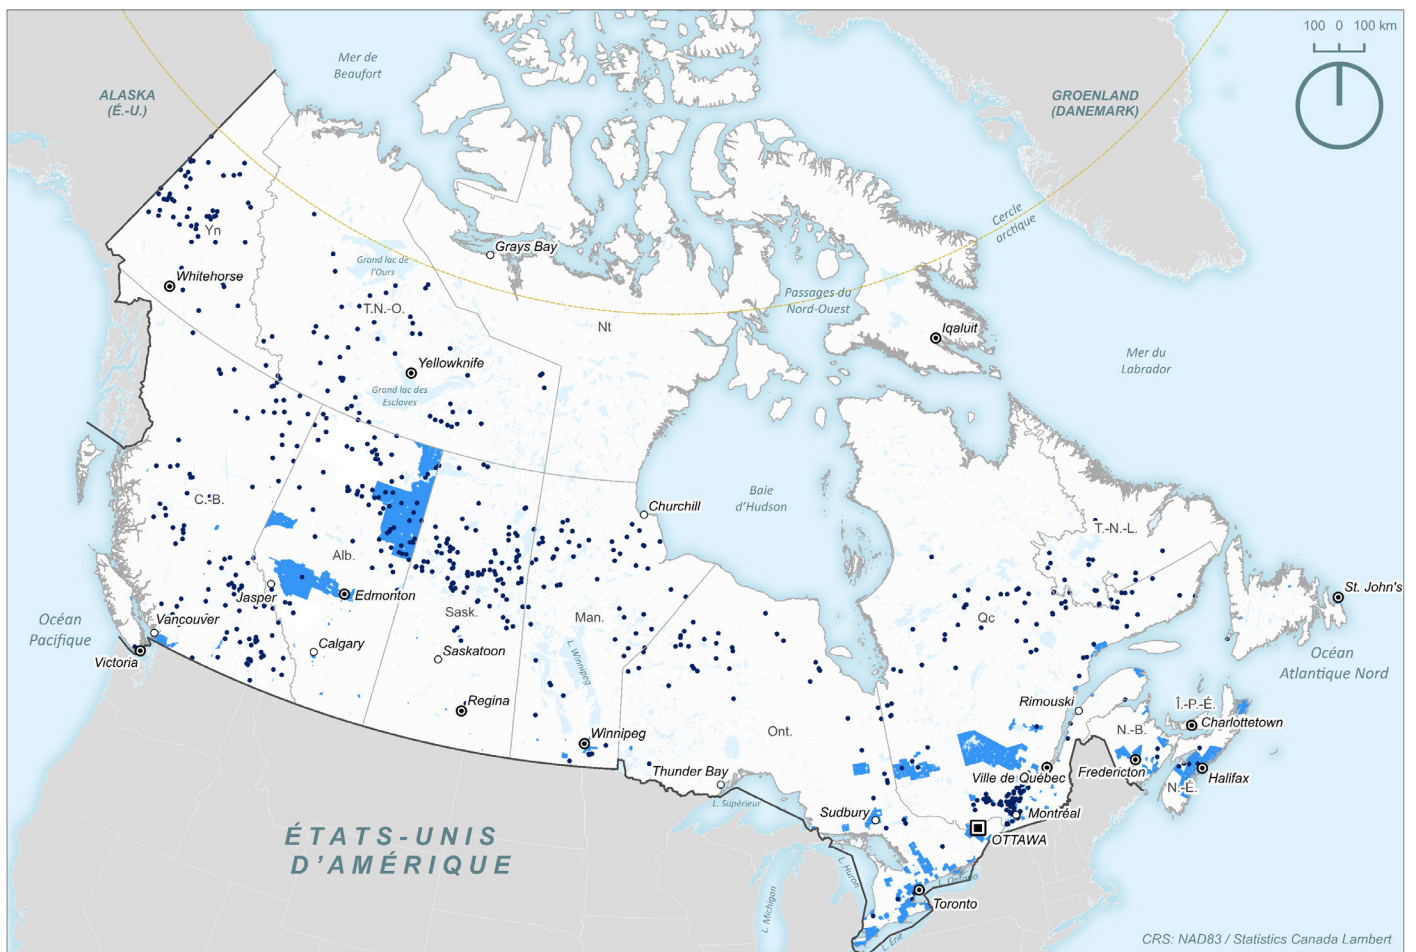 100 0 100 km
Mer de
Beaufort
ALASKA
(É.-U.)
GROENLAND
(DANEMARK)
Cercle
arctique
Yn
Grays Bay
Grand lac de
l'Ours
Whitehorse
Passages du
Nord-Ouest
T.N.-O.
Nt
Iqaluit
Yellowknife
Mer du
Labrador
Grand lac des
Esclaves
C.-B.
Churchill
Baie
d'Hudson
T.-N.-L.
Alb.
Jasper
Edmonton
St. John's
Océan
Pacifique
Vancouver
Sask.
Man.
Qc
Calgary
Saskatoon
L. Winnipeg
Victoria
Océan
Atlantique Nord
Regina
Rimouski
Î.-P.-É.
Charlottetown
N.-B.
Winnipeg
Ont.
Thunder Bay
Ville de Québec
Fredericton
Halifax
N.-É.
L. Supérieur
Sudbury
Montréal
OTTAWA
ÉTATS-UNIS
D'AMÉRIQUE
L. Huron
L. Ontario
L. Michigan
Toronto
L. Érié
CRS: NAD83 / Statistics Canada Lambert